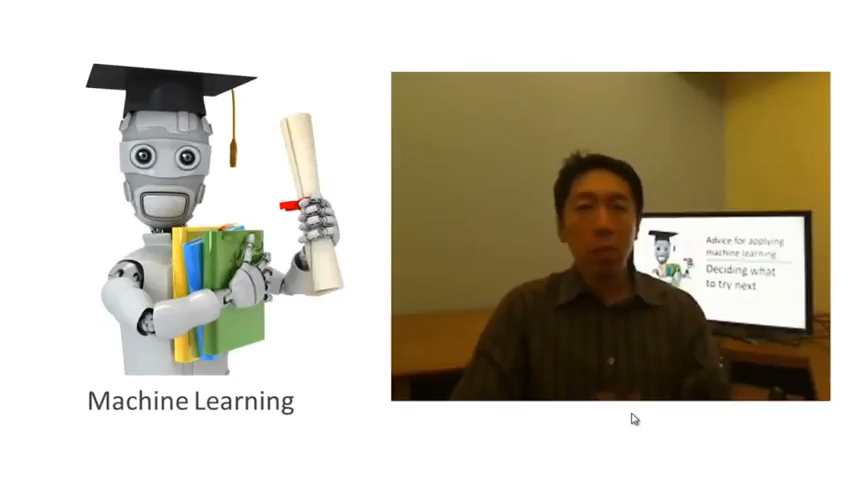 Machine Learning
Advice for applying
machine learning
Deciding what
to try next